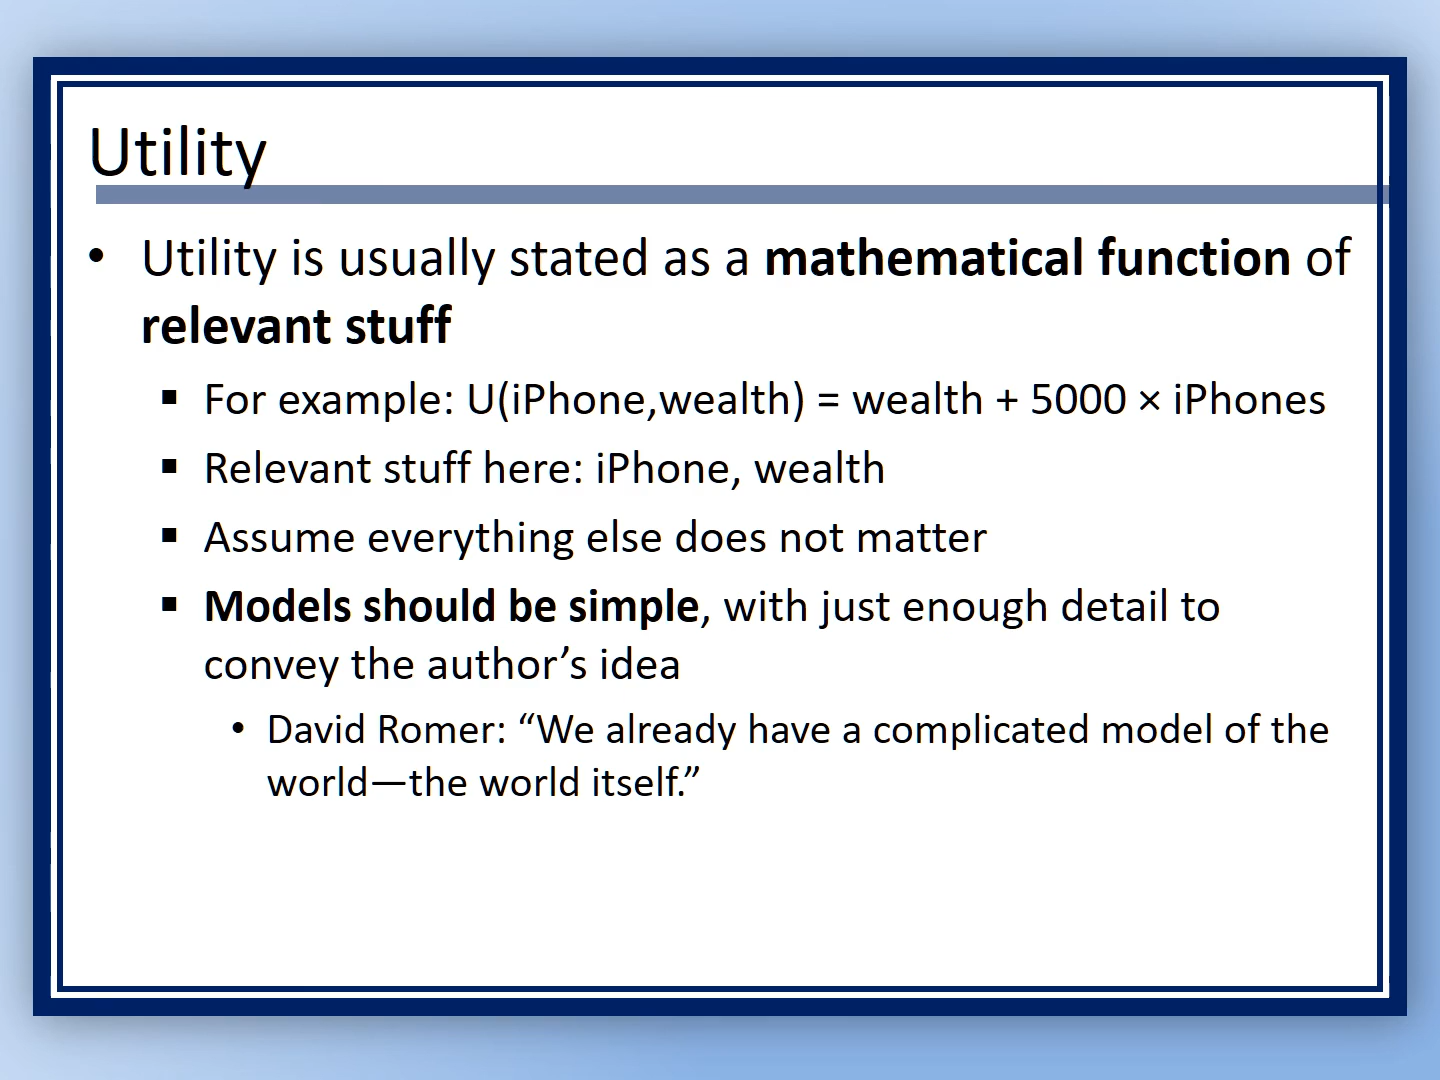 Utility
• Utility is usually stated as a mathematical function of
relevant stuff
▪ For example: U(iPhone,wealth) = wealth + 5000 × iPhones
▪ Relevant stuff here: iPhone, wealth
▪ Assume everything else does not matter
▪ Models should be simple, with just enough detail to
convey the author’s idea
• David Romer: “We already have a complicated model of the
world—the world itself.”